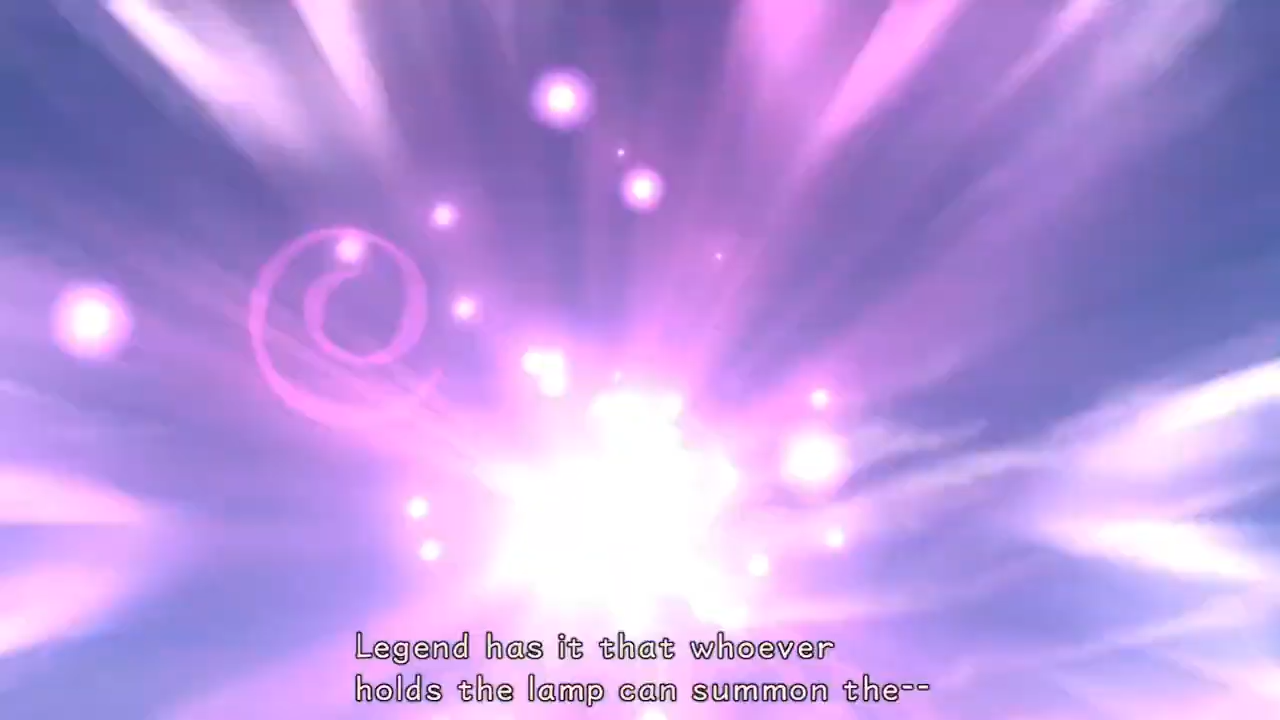 Legend has it that whoever
holds the lamp can summon the--